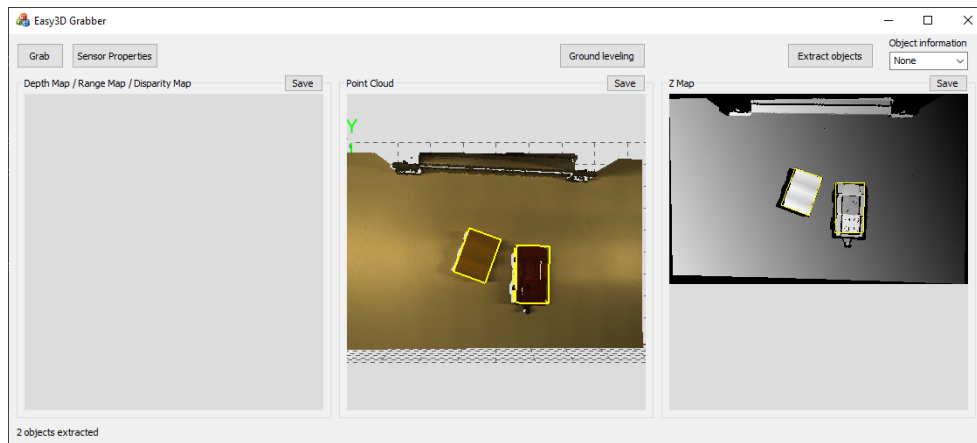 Easy3D Grabber
Grab
Sensor Properties
Ground leveling
Extract objects
Object information
None
Depth Map / Range Map / Disparity Map
Save
Point Cloud
Save
Z Map
Save
Y
2 objects extracted